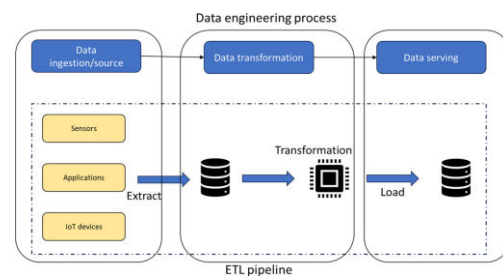 Data engineering process
Data
ingestion/source
Data transformation
Data serving
Sensors
Transformation
Applications
Extract
Load
IoT devices
ETL pipeline